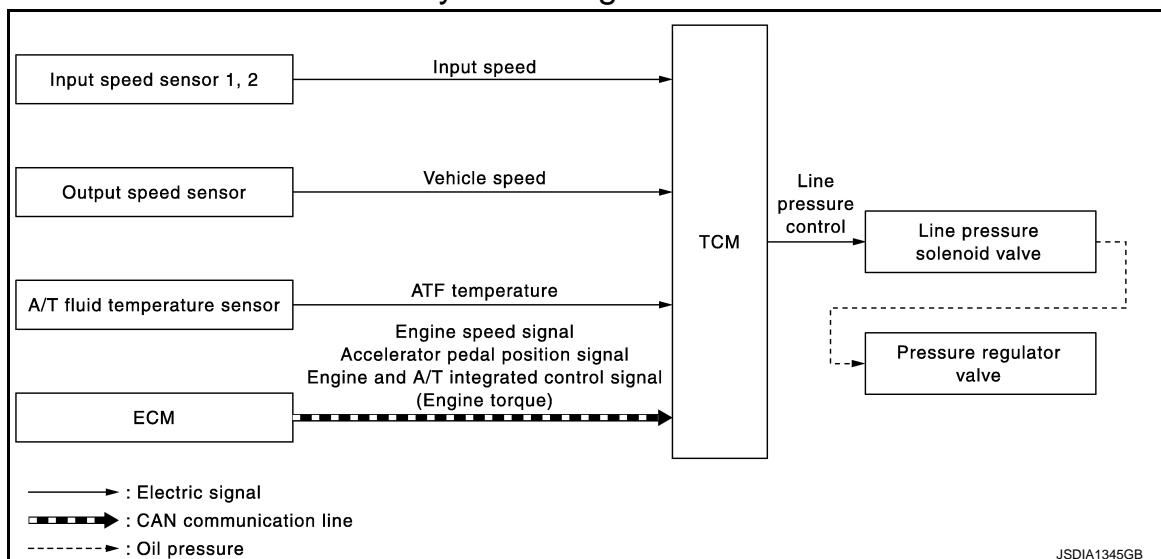 Input speed sensor 1, 2
Input speed
Output speed sensor
Vehicle speed
A/T fluid temperature sensor
ATF temperature
Engine speed signal
Accelerator pedal position signal
Engine and A/T integrated control signal
(Engine torque)
ECM
TCM
Line
pressure
control
Line pressure
solenoid valve
Pressure regulator
valve
: Electric signal
: CAN communication line
: Oil pressure
JSDIA1345GB